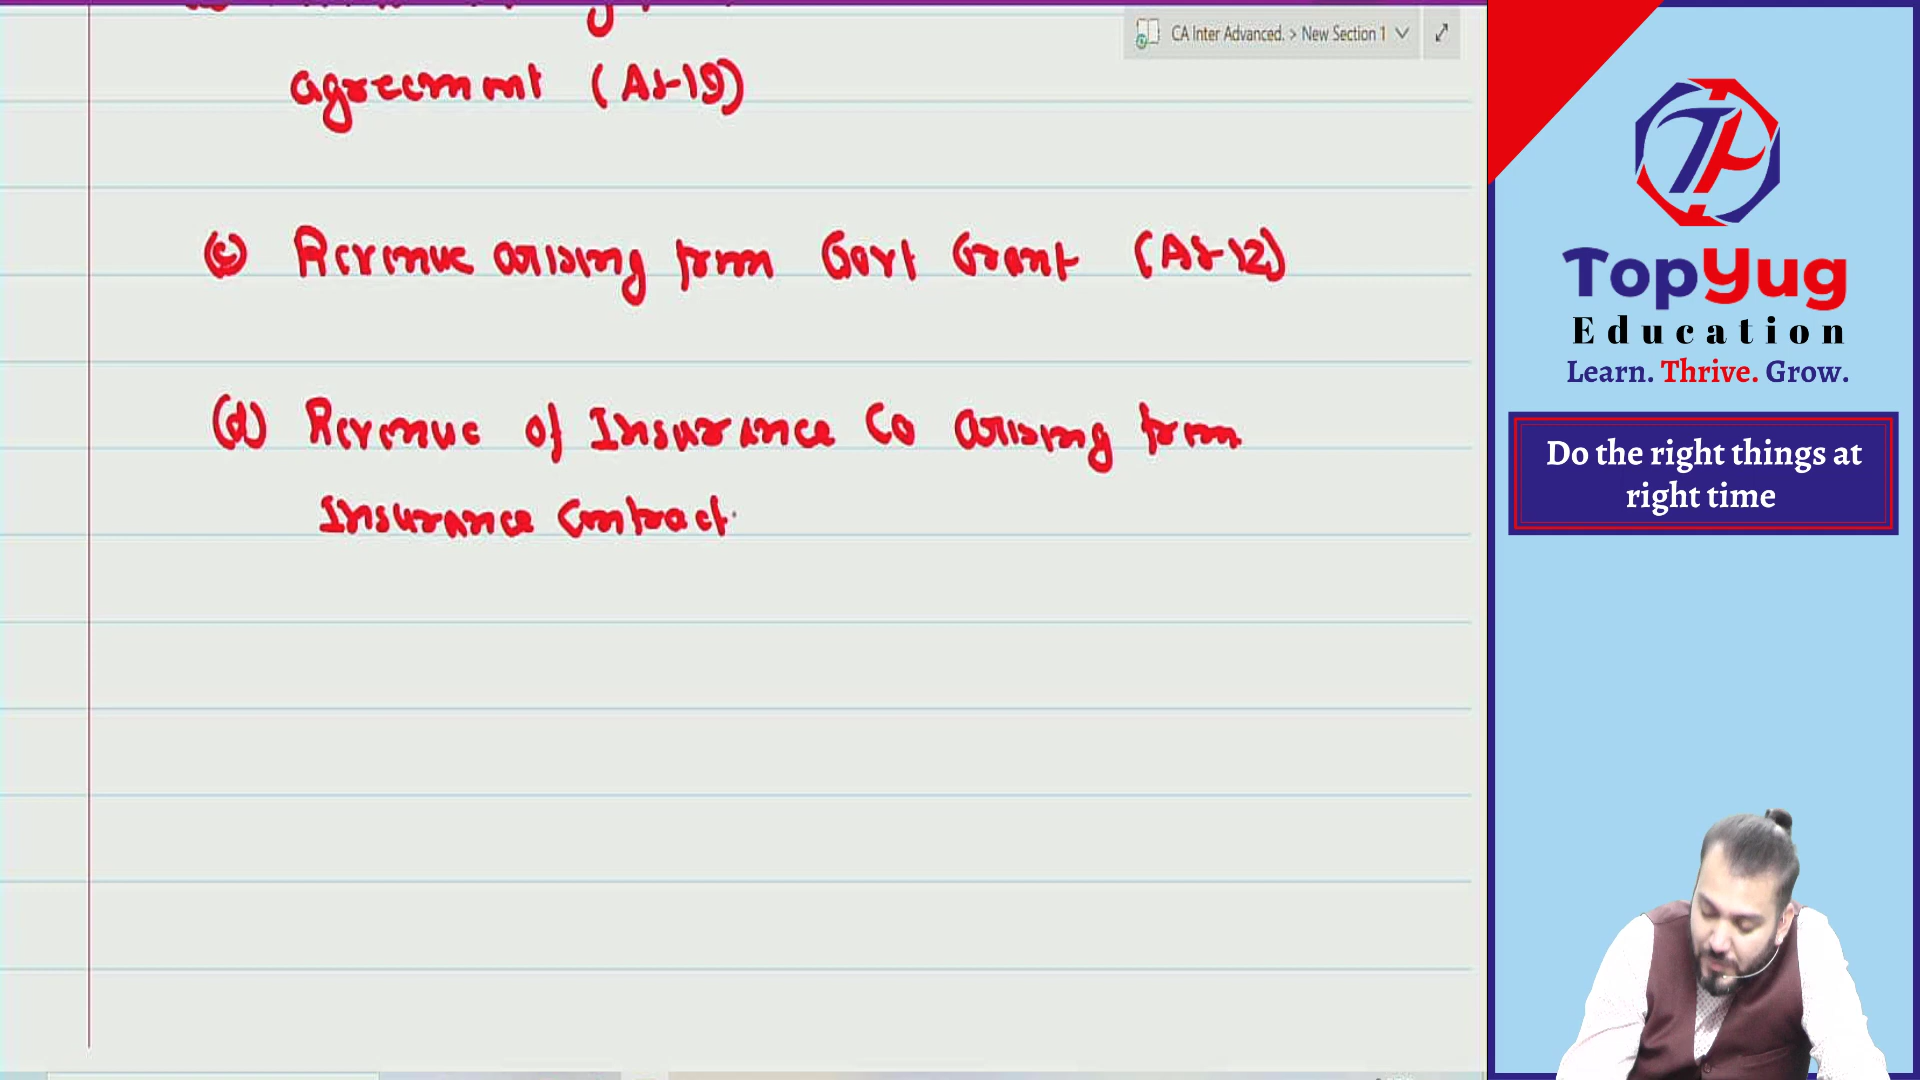 CA Inter Advanced. > New Section 1
agreement (AS-19)
(c) Revenue arising from Govt Grant (AS-12)
(d) Revenue of Insurance Co arising from
Insurance Contract
TopYug
Education
Learn. Thrive. Grow.
Do the right things at
right time